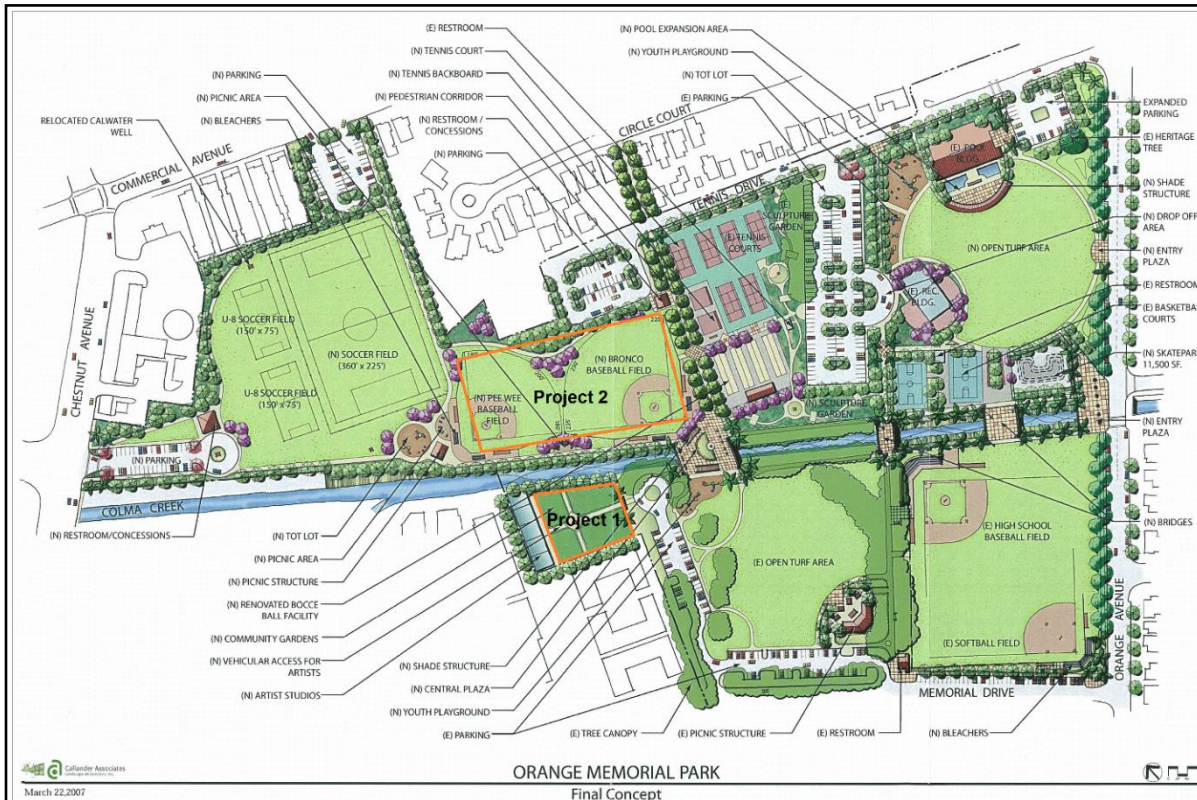 (E) RESTROOM
(N) TENNIS COURT
(N) TENNIS BACKBOARD
(N) PEDESTRIAN CORRIDOR
(N) RESTROOM /
CONCESSIONS
(N) PARKING
(N) PARKING
(N) PICNIC AREA
(N) BLEACHERS
RELOCATED CALWATER
WELL
COMMERCIAL AVENUE
CIRCLE COURT
(N) POOL EXPANSION AREA
(N) YOUTH PLAYGROUND
(N) TOT LOT
(E) PARKING
EXPANDED
PARKING
(E) HERITAGE
TREE
(N) SHADE
STRUCTURE
(N) DROP OFF
AREA
(N) ENTRY
PLAZA
(E) RESTROOM
(E) BASKETBA
COURTS
(N) SKATEPAR
11,500 SF.
(N) ENTRY
PLAZA
(N) BRIDGES
TENNIS DRIVE
(E) POOL
BLDG.
(E)
SCULPTURE
GARDEN
(E) TENNIS
COURTS
(N) OPEN TURF AREA
(E) REC.
BLDG.
CHESTNUT AVENUE
U-8 SOCCER FIELD
(150' x 75')
(N) SOCCER FIELD
(360' x 225')
U-8 SOCCER FIELD
(150' x 75')
(N) BRONCO
BASEBALL FIELD
Project 2
(N) PEE WEE
BASEBALL
FIELD
(N) SCULPTURE
GARDEN
(N) PARKING
COLMA CREEK
Project 1
(E) HIGH SCHOOL
BASEBALL FIELD
(E) OPEN TURF AREA
(E) SOFTBALL FIELD
ORANGE AVENUE
MEMORIAL DRIVE
(N) RESTROOM/CONCESSIONS
(N) TOT LOT
(N) PICNIC AREA
(N) PICNIC STRUCTURE
(N) RENOVATED BOCCE
BALL FACILITY
(N) COMMUNITY GARDENS
(N) VEHICULAR ACCESS FOR
ARTISTS
(N) ARTIST STUDIOS
(N) SHADE STRUCTURE
(N) CENTRAL PLAZA
(N) YOUTH PLAYGROUND
(E) PARKING
(E) TREE CANOPY
(E) PICNIC STRUCTURE
(E) RESTROOM
(N) BLEACHERS
Callander Associates
Landscape Architecture, Inc.
March 22,2007
ORANGE MEMORIAL PARK
Final Concept